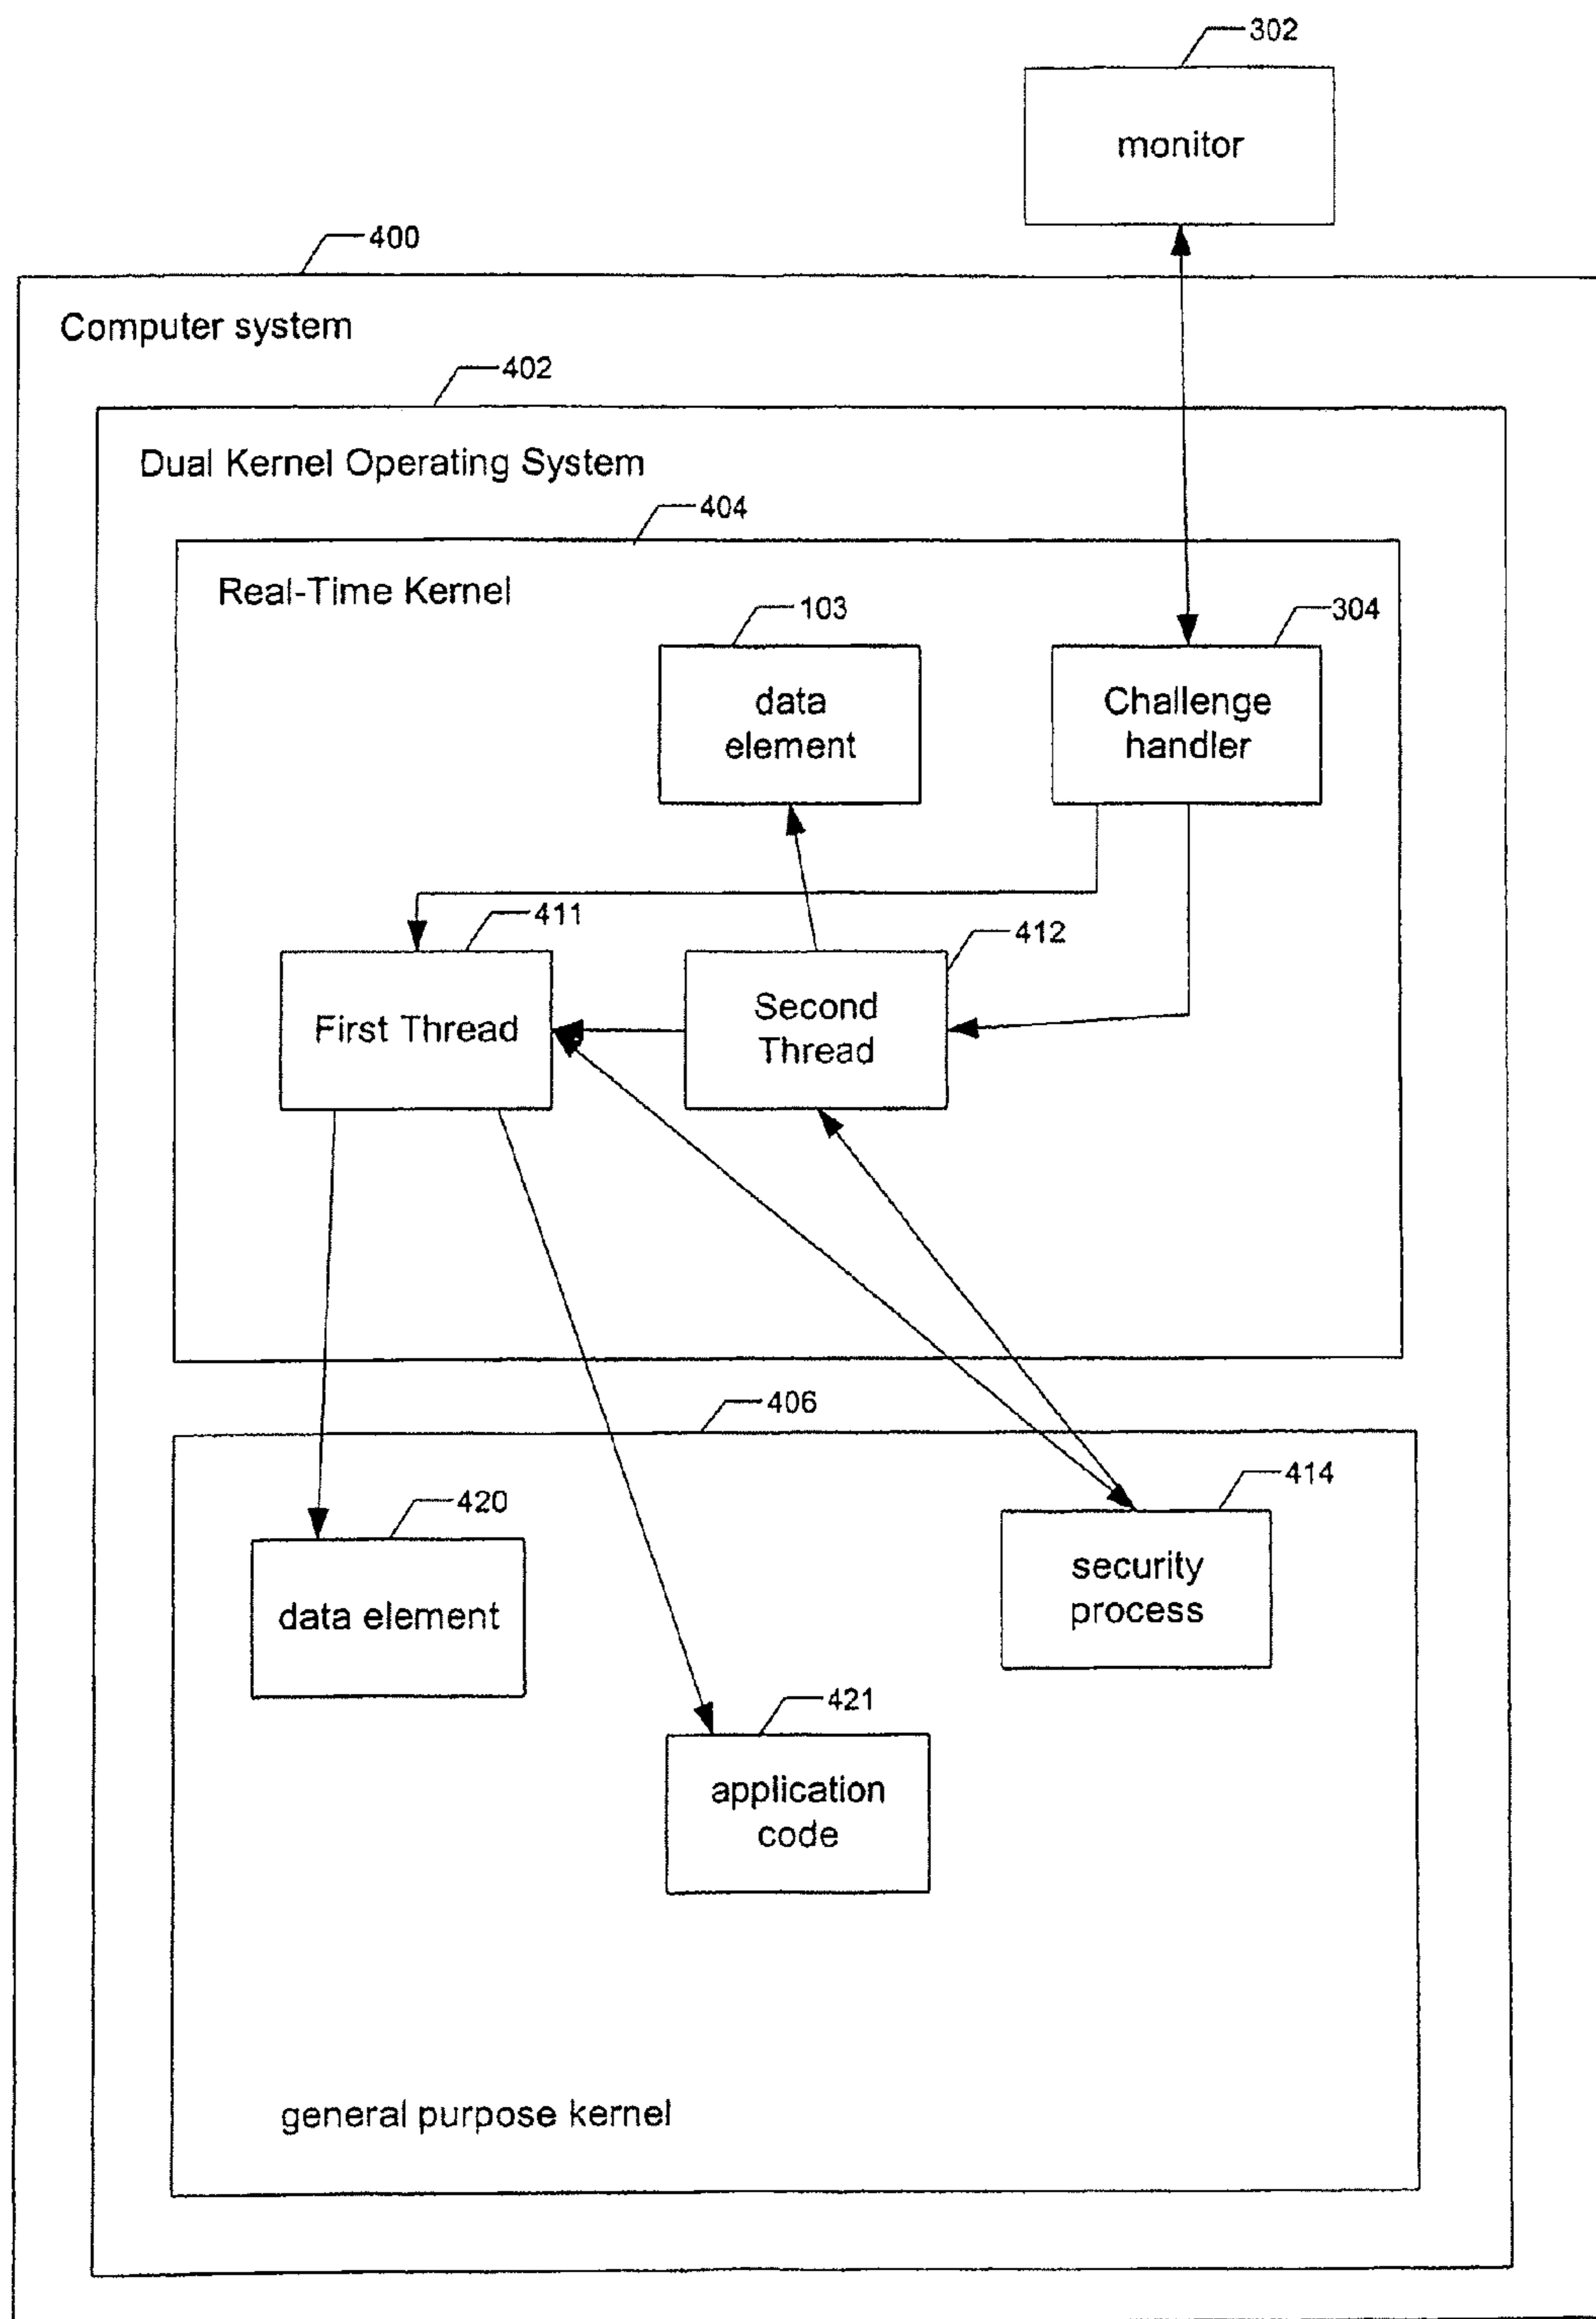 302
monitor
400
Computer system
402
Dual Kernel Operating System
404
Real-Time Kernel
103
304
data
element
Challenge
handler
411
412
First Thread
Second
Thread
406
414
420
security
process
data element
421
application
code
general purpose kernel